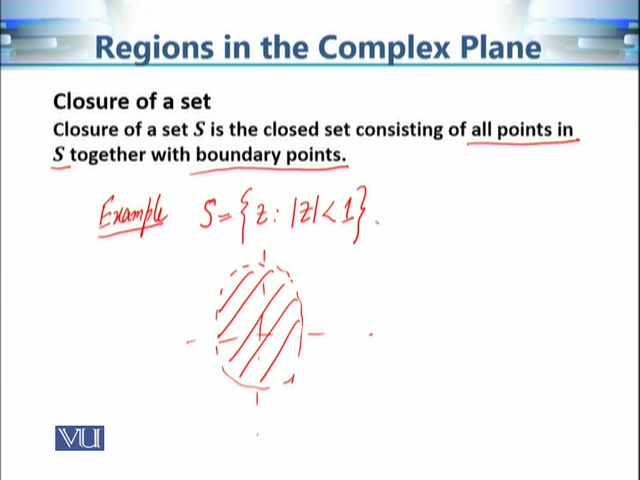 Regions in the Complex Plane
Closure of a set
Closure of a set S is the closed set consisting of all points in
S together with boundary points.
Example S = {z : |z| < 1}.
VU